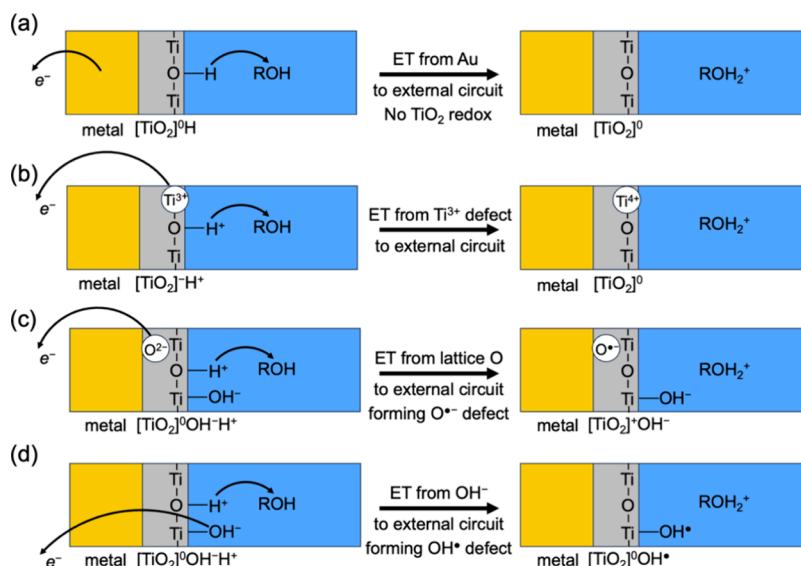 (a)
Ti
O
H
Ti
ROH
e⁻
metal [TiO₂]⁰H
ET from Au
to external circuit
No TiO₂ redox
Ti
O
Ti
ROH₂⁺
metal [TiO₂]⁰
(b)
Ti³⁺
O
H⁺
Ti
ROH
e⁻
metal [TiO₂]⁻H⁺
ET from Ti³⁺ defect
to external circuit
Ti⁴⁺
O
Ti
ROH₂⁺
metal [TiO₂]⁰
(c)
O²⁻
Ti
O
H⁺
Ti
OH⁻
ROH
e⁻
metal [TiO₂]⁰OH⁻H⁺
ET from lattice O
to external circuit
forming O•⁻ defect
O•⁻
Ti
O
Ti
OH⁻
ROH₂⁺
metal [TiO₂]⁺OH⁻
(d)
Ti
O
H⁺
Ti
OH⁻
ROH
e⁻
metal [TiO₂]⁰OH⁻H⁺
ET from OH⁻
to external circuit
forming OH• defect
Ti
O
Ti
OH•
ROH₂⁺
metal [TiO₂]⁰OH•